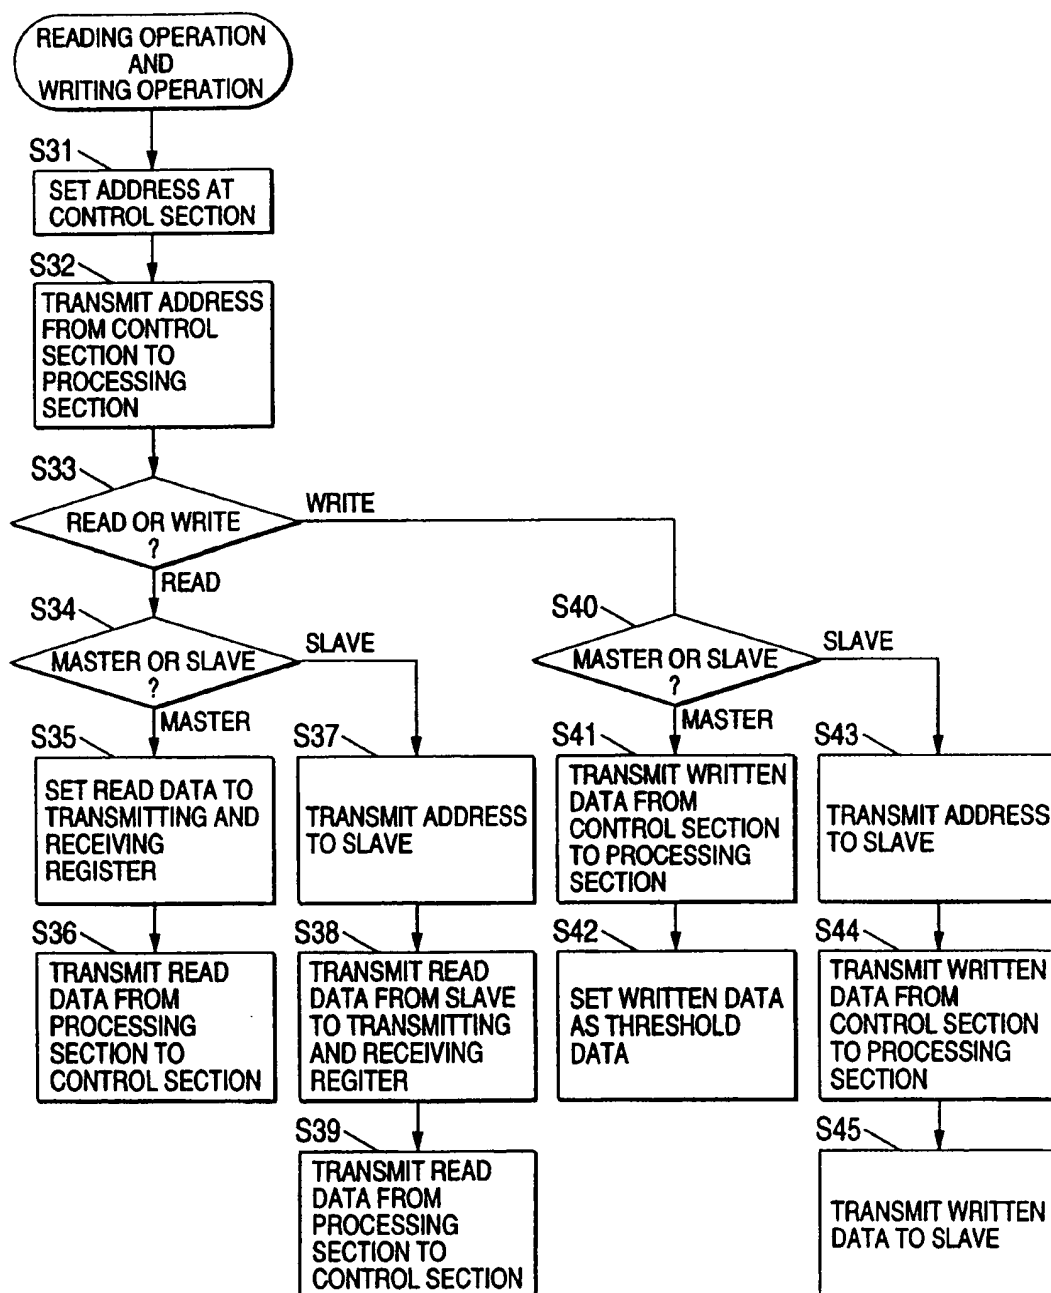 READING OPERATION
AND
WRITING OPERATION
S31
SET ADDRESS AT
CONTROL SECTION
S32
TRANSMIT ADDRESS
FROM CONTROL
SECTION TO
PROCESSING
SECTION
S33
READ OR WRITE
?
WRITE
READ
S34
MASTER OR SLAVE
?
SLAVE
MASTER
S35
SET READ DATA TO
TRANSMITTING AND
RECEIVING
REGISTER
S36
TRANSMIT READ
DATA FROM
PROCESSING
SECTION TO
CONTROL SECTION
S37
TRANSMIT ADDRESS
TO SLAVE
S38
TRANSMIT READ
DATA FROM SLAVE
TO TRANSMITTING
AND RECEIVING
REGITER
S39
TRANSMIT READ
DATA FROM
PROCESSING
SECTION TO
CONTROL SECTION
S40
MASTER OR SLAVE
?
SLAVE
MASTER
S41
TRANSMIT WRITTEN
DATA FROM
CONTROL SECTION
TO PROCESSING
SECTION
S42
SET WRITTEN DATA
AS THRESHOLD
DATA
S43
TRANSMIT ADDRESS
TO SLAVE
S44
TRANSMIT WRITTEN
DATA FROM
CONTROL SECTION
TO PROCESSING
SECTION
S45
TRANSMIT WRITTEN
DATA TO SLAVE